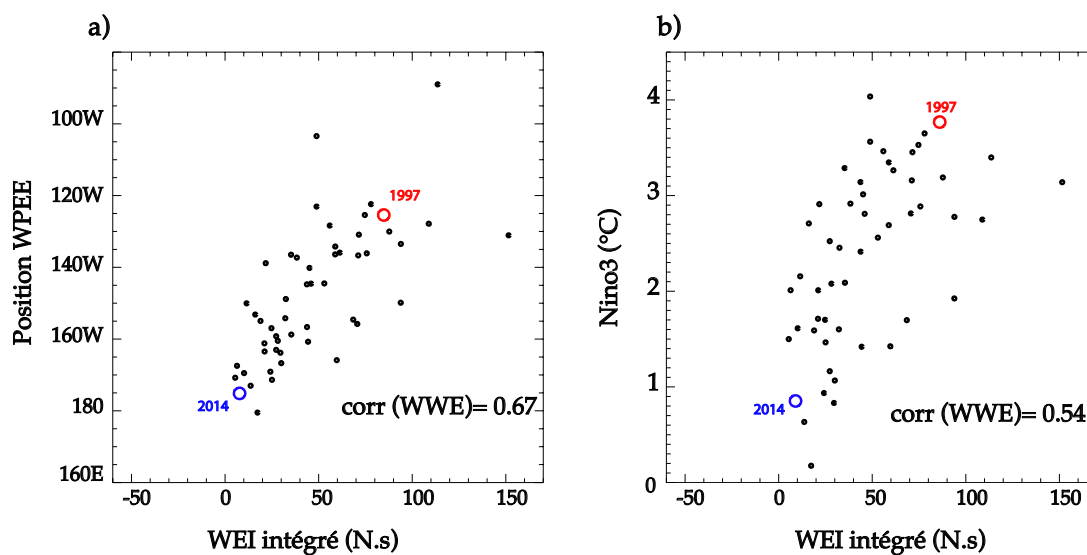 a)
Position WPEE
100W
120W
140W
160W
180
160E
1997
2014
corr (WWE)= 0.67
-50 0 50 100 150
WEI intégré (N.s)
b)
Nino3 (°C)
4
3
2
1
0
1997
2014
corr (WWE)= 0.54
-50 0 50 100 150
WEI intégré (N.s)